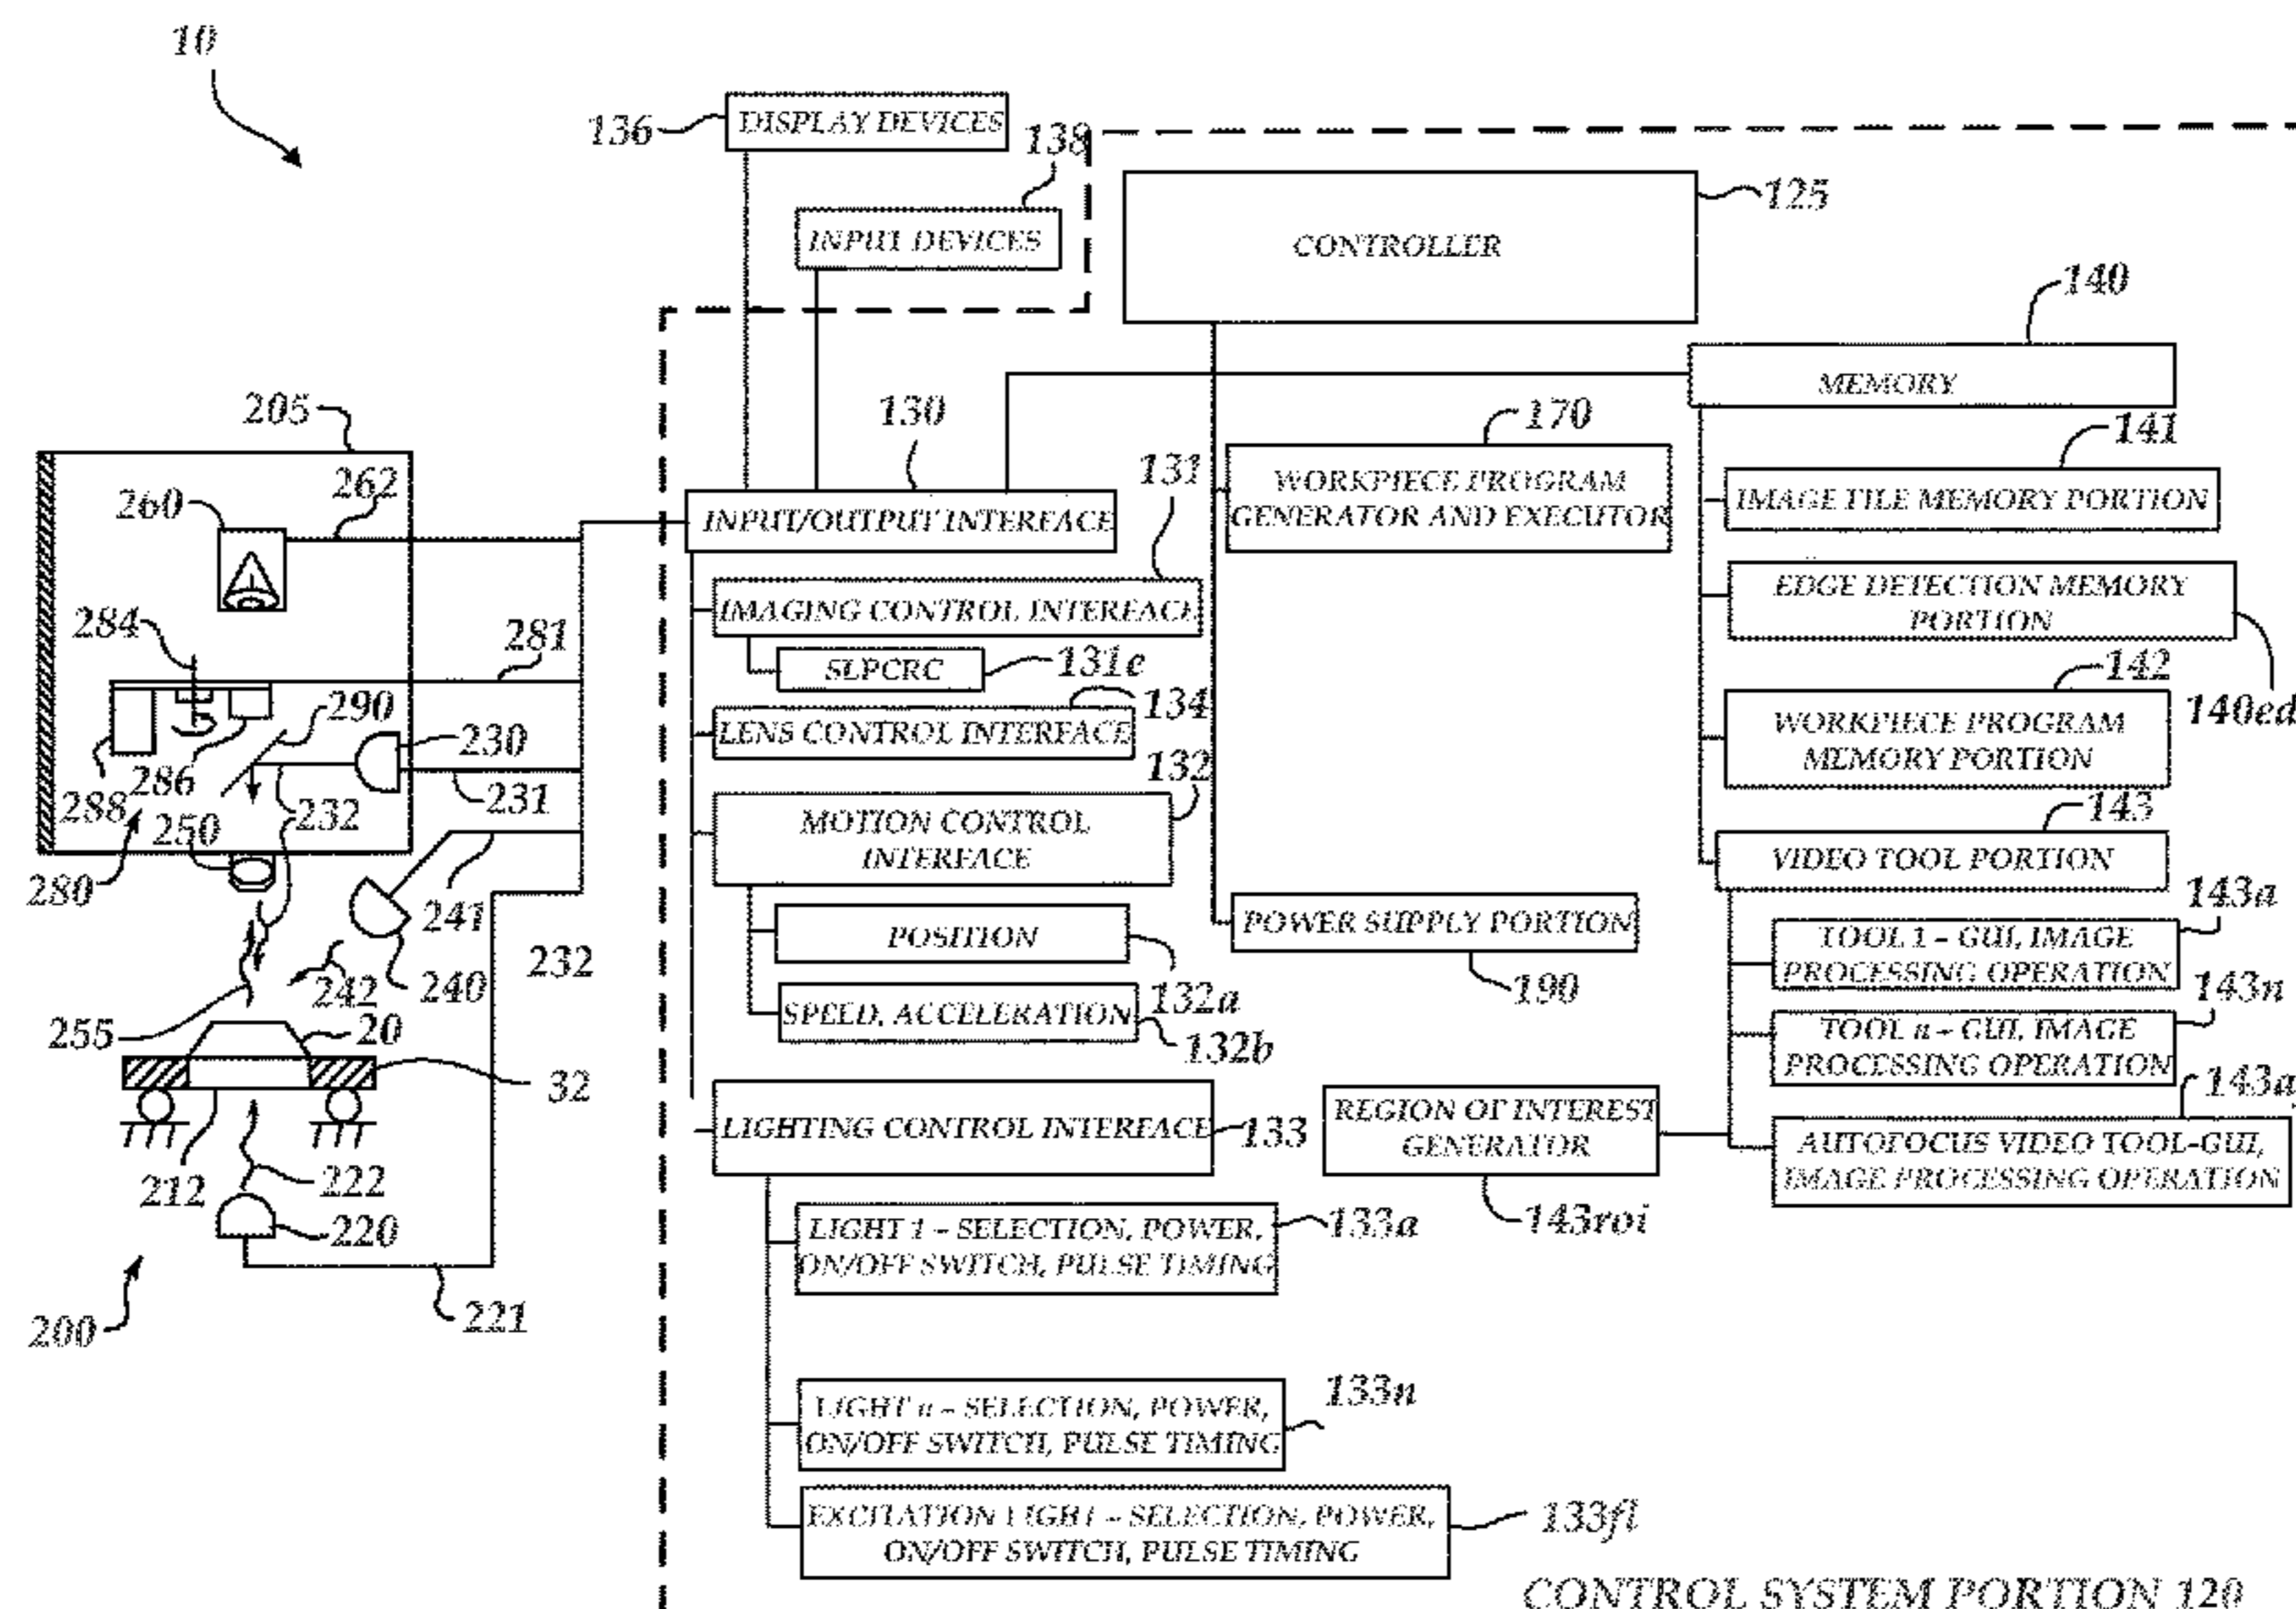 10
136
DISPLAY DEVICES
138
INPUT DEVICES
CONTROLLER
125
140
MEMORY
205
130
170
141
131
260
262
INPUT/OUTPUT INTERFACE
WORKPIECE PROGRAM
GENERATOR AND EXECUTOR
IMAGE TILE MEMORY PORTION
IMAGING CONTROL INTERFACE
EDGE DETECTION MEMORY
PORTION
284
281
SLPCRC
131e
142
140ed
290
134
LENS CONTROL INTERFACE
WORKPIECE PROGRAM
MEMORY PORTION
230
286
288
232
231
132
250
MOTION CONTROL
INTERFACE
143
VIDEO TOOL PORTION
280
241
143a
POSITION
POWER SUPPLY PORTION
TOOL 1 – GUI, IMAGE
PROCESSING OPERATION
232
242
240
132a
190
143n
255
20
SPEED, ACCELERATION
132b
TOOL n – GUI, IMAGE
PROCESSING OPERATION
32
143a
LIGHTING CONTROL INTERFACE
133
REGION OF INTEREST
GENERATOR
AUTOFOCUS VIDEO TOOL-GUI,
IMAGE PROCESSING OPERATION
212
222
220
143roi
LIGHT 1 – SELECTION, POWER,
ON/OFF SWITCH, PULSE TIMING
133a
200
221
133n
LIGHT n – SELECTION, POWER,
ON/OFF SWITCH, PULSE TIMING
EXCITATION LIGHT – SELECTION, POWER,
ON/OFF SWITCH, PULSE TIMING
133fl
CONTROL SYSTEM PORTION 120